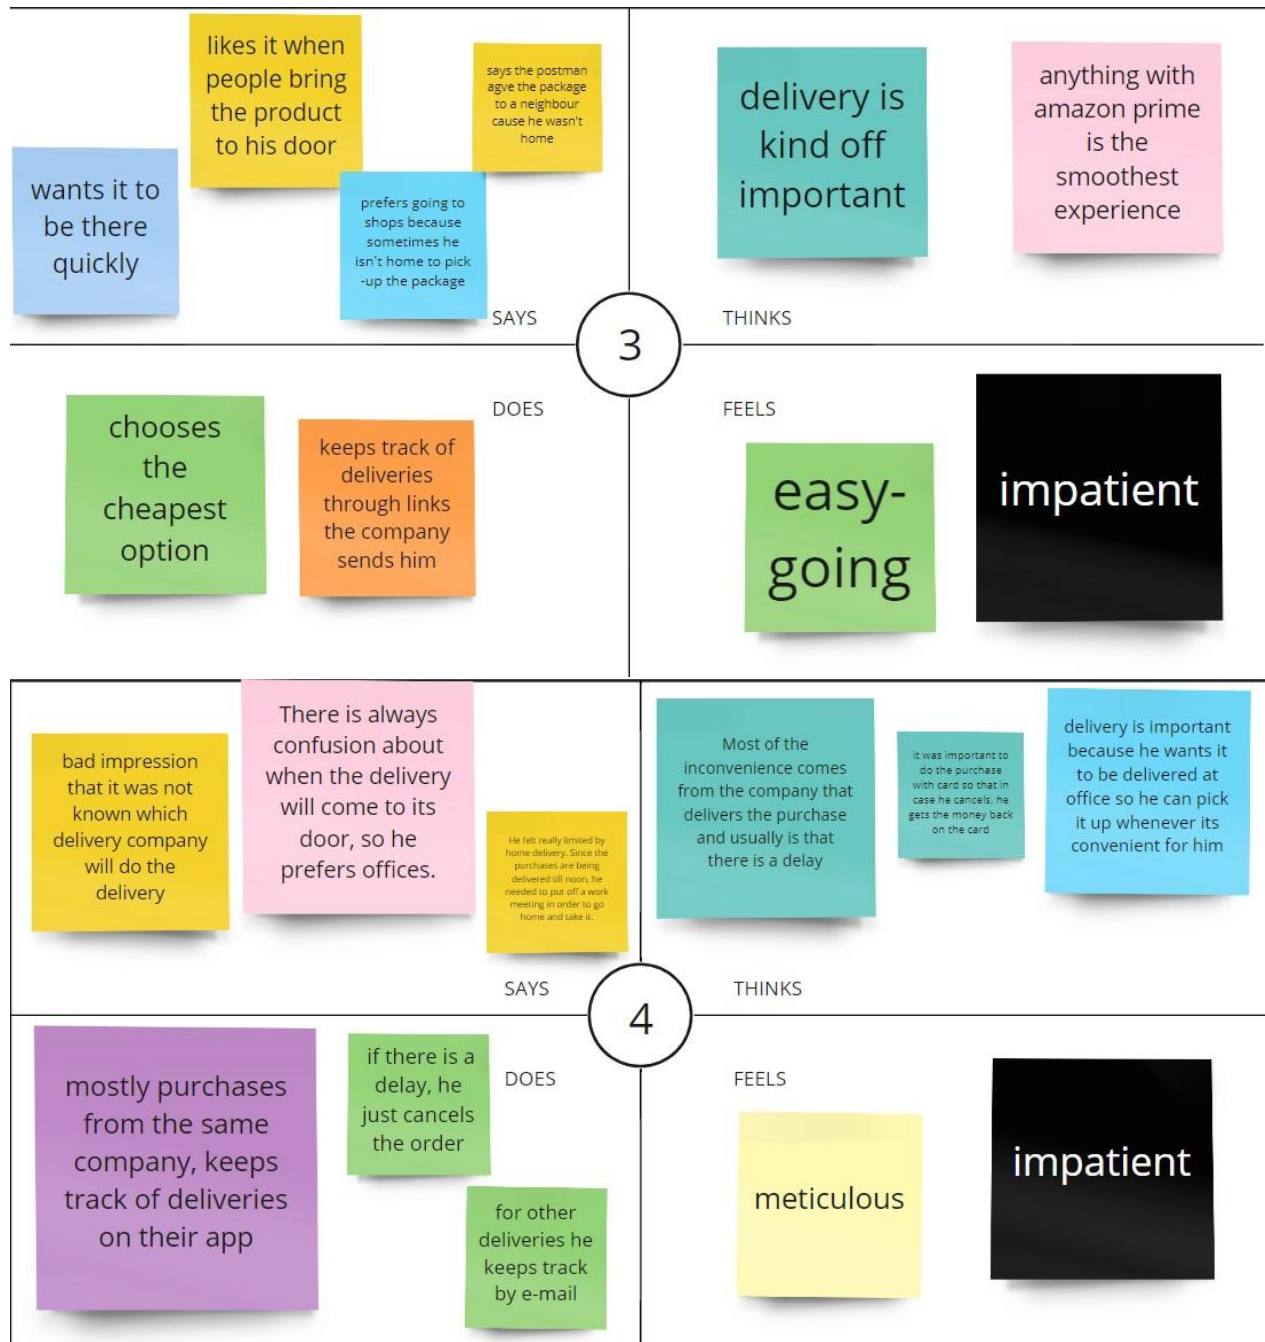 likes it when
people bring
the product
to his door
says the postman
agve the package
to a neighbour
cause he wasn't
home
wants it to
be there
quickly
prefers going to
shops because
sometimes he
isn't home to pick
-up the package
SAYS
delivery is
kind off
important
anything with
amazon prime
is the
smoothest
experience
THINKS
3
chooses
the
cheapest
option
keeps track of
deliveries
through links
the company
sends him
DOES
FEELS
easy-
going
impatient
bad impression
that it was not
known which
delivery company
will do the
delivery
There is always
confusion about
when the delivery
will come to its
door, so he
prefers offices.
He felt really limited by
home delivery. Since the
purchases are being
delivered till noon, he
needed to put off a work
meeting in order to go
home and take it.
SAYS
Most of the
inconvenience comes
from the company that
delivers the purchase
and usually is that
there is a delay
it was important to
do the purchase
with card so that in
case he cancels, he
gets the money back
on the card
delivery is important
because he wants it
to be delivered at
office so he can pick
it up whenever its
convenient for him
THINKS
4
mostly purchases
from the same
company, keeps
track of deliveries
on their app
if there is a
delay, he
just cancels
the order
for other
deliveries he
keeps track
by e-mail
DOES
FEELS
meticulous
impatient